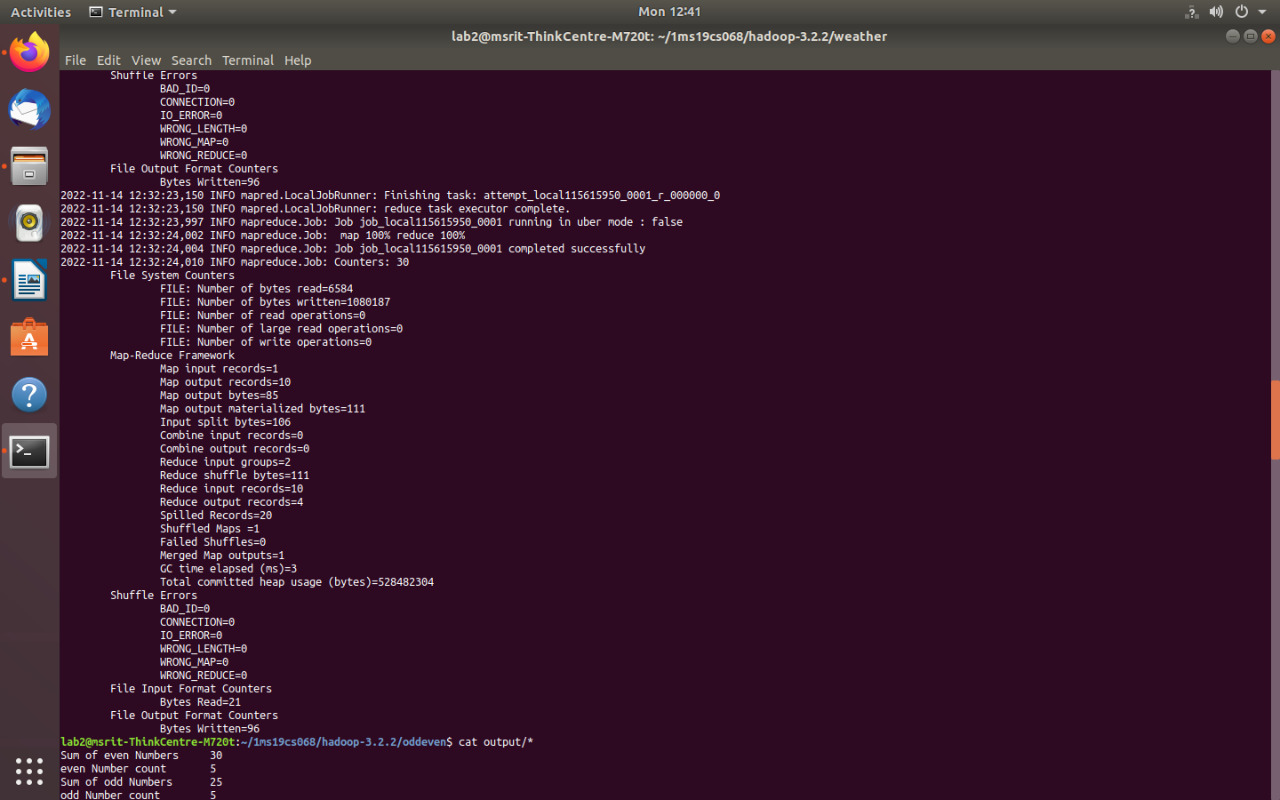 Activities Terminal Mon 12:41
lab2@msrit-ThinkCentre-M720t: ~/1ms19cs068/hadoop-3.2.2/weather
File Edit View Search Terminal Help
Shuffle Errors
BAD_ID=0
CONNECTION=0
IO_ERROR=0
WRONG_LENGTH=0
WRONG_MAP=0
WRONG_REDUCE=0
File Output Format Counters
Bytes Written=96
2022-11-14 12:32:23,150 INFO mapred.LocalJobRunner: Finishing task: attempt_local115615950_0001_r_000000_0
2022-11-14 12:32:23,150 INFO mapred.LocalJobRunner: reduce task executor complete.
2022-11-14 12:32:23,997 INFO mapreduce.Job: Job job_local115615950_0001 running in uber mode : false
2022-11-14 12:32:24,002 INFO mapreduce.Job:  map 100% reduce 100%
2022-11-14 12:32:24,004 INFO mapreduce.Job: Job job_local115615950_0001 completed successfully
2022-11-14 12:32:24,010 INFO mapreduce.Job: Counters: 30
File System Counters
FILE: Number of bytes read=6584
FILE: Number of bytes written=1080187
FILE: Number of read operations=0
FILE: Number of large read operations=0
FILE: Number of write operations=0
Map-Reduce Framework
Map input records=1
Map output records=10
Map output bytes=85
Map output materialized bytes=111
Input split bytes=106
Combine input records=0
Combine output records=0
Reduce input groups=2
Reduce shuffle bytes=111
Reduce input records=10
Reduce output records=4
Spilled Records=20
Shuffled Maps =1
Failed Shuffles=0
Merged Map outputs=1
GC time elapsed (ms)=3
Total committed heap usage (bytes)=528482304
Shuffle Errors
BAD_ID=0
CONNECTION=0
IO_ERROR=0
WRONG_LENGTH=0
WRONG_MAP=0
WRONG_REDUCE=0
File Input Format Counters
Bytes Read=21
File Output Format Counters
Bytes Written=96
lab2@msrit-ThinkCentre-M720t:~/1ms19cs068/hadoop-3.2.2/oddeven$ cat output/*
Sum of even Numbers 30
even Number count 5
Sum of odd Numbers 25
odd Number count 5